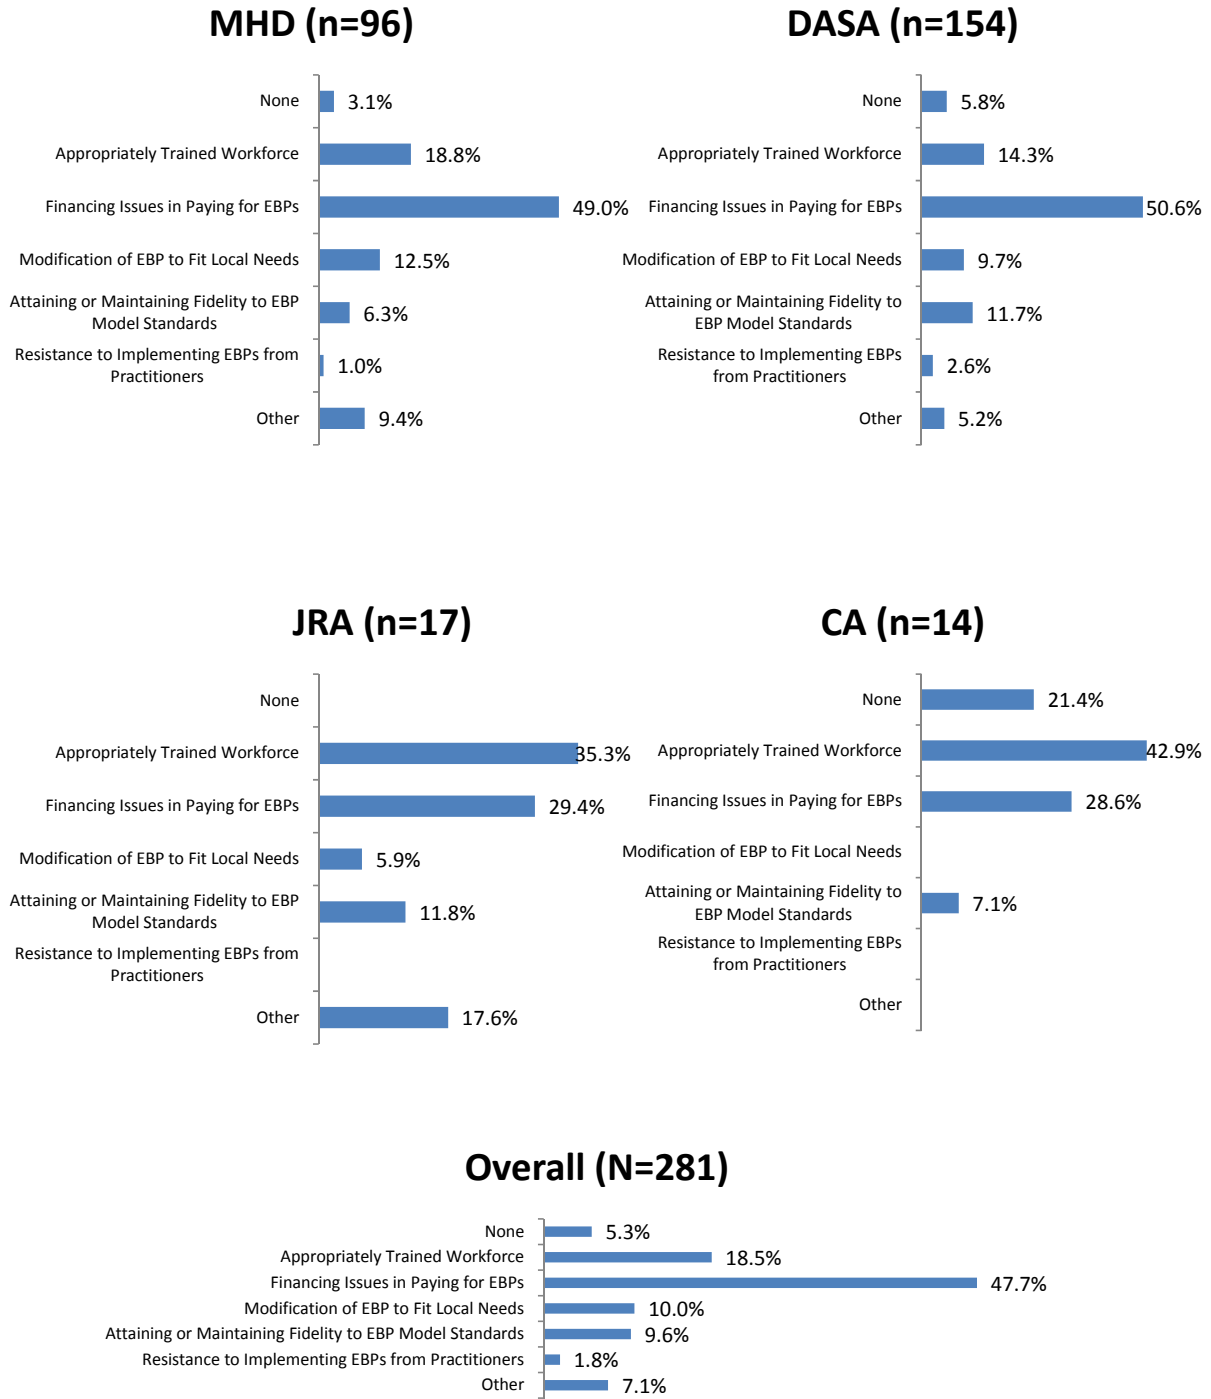 MHD (n=96)
None
3.1%
Appropriately Trained Workforce
18.8%
Financing Issues in Paying for EBPs
49.0%
Modification of EBP to Fit Local Needs
12.5%
Attaining or Maintaining Fidelity to EBP
Model Standards
6.3%
Resistance to Implementing EBPs from
Practitioners
1.0%
Other
9.4%
DASA (n=154)
None
5.8%
Appropriately Trained Workforce
14.3%
Financing Issues in Paying for EBPs
50.6%
Modification of EBP to Fit Local Needs
9.7%
Attaining or Maintaining Fidelity to
EBP Model Standards
11.7%
Resistance to Implementing EBPs
from Practitioners
2.6%
Other
5.2%
JRA (n=17)
None
Appropriately Trained Workforce
35.3%
Financing Issues in Paying for EBPs
29.4%
Modification of EBP to Fit Local Needs
5.9%
Attaining or Maintaining Fidelity to EBP
Model Standards
11.8%
Resistance to Implementing EBPs from
Practitioners
Other
17.6%
CA (n=14)
None
21.4%
Appropriately Trained Workforce
42.9%
Financing Issues in Paying for EBPs
28.6%
Modification of EBP to Fit Local Needs
Attaining or Maintaining Fidelity to
EBP Model Standards
7.1%
Resistance to Implementing EBPs
from Practitioners
Other
Overall (N=281)
None
5.3%
Appropriately Trained Workforce
18.5%
Financing Issues in Paying for EBPs
47.7%
Modification of EBP to Fit Local Needs
10.0%
Attaining or Maintaining Fidelity to EBP Model Standards
9.6%
Resistance to Implementing EBPs from Practitioners
1.8%
Other
7.1%